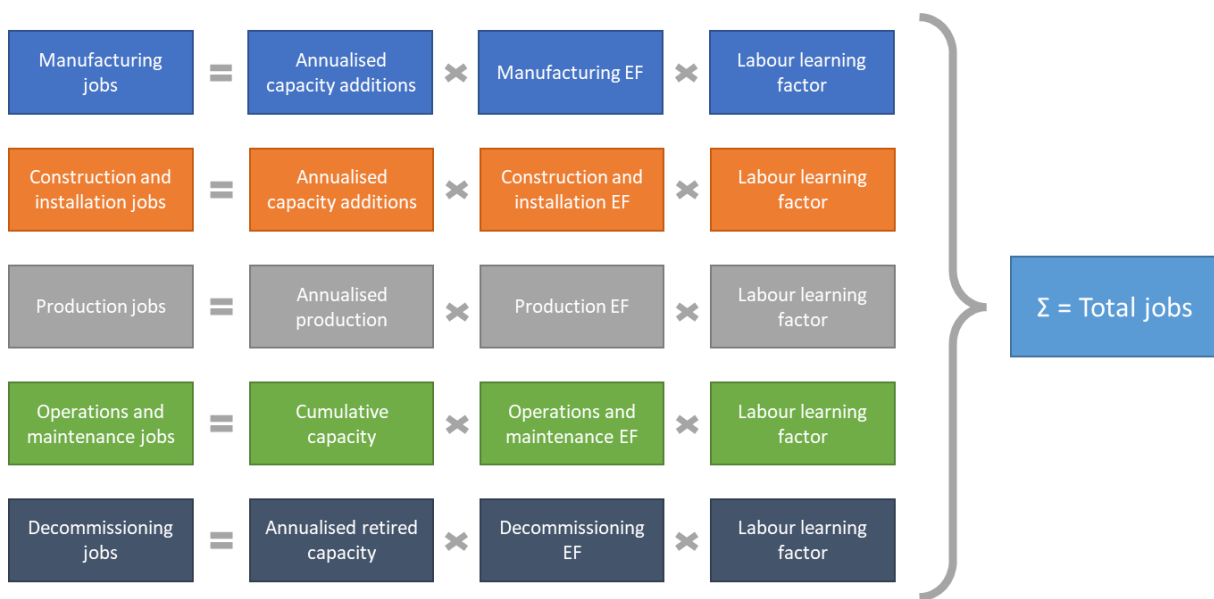 Manufacturing
jobs
=
Annualised
capacity additions
×
Manufacturing EF
×
Labour learning
factor
Construction and
installation jobs
=
Annualised
capacity additions
×
Construction and
installation EF
×
Labour learning
factor
Production jobs
=
Annualised
production
×
Production EF
×
Labour learning
factor
Operations and
maintenance jobs
=
Cumulative
capacity
×
Operations and
maintenance EF
×
Labour learning
factor
Decommissioning
jobs
=
Annualised retired
capacity
×
Decommissioning
EF
×
Labour learning
factor
Σ = Total jobs